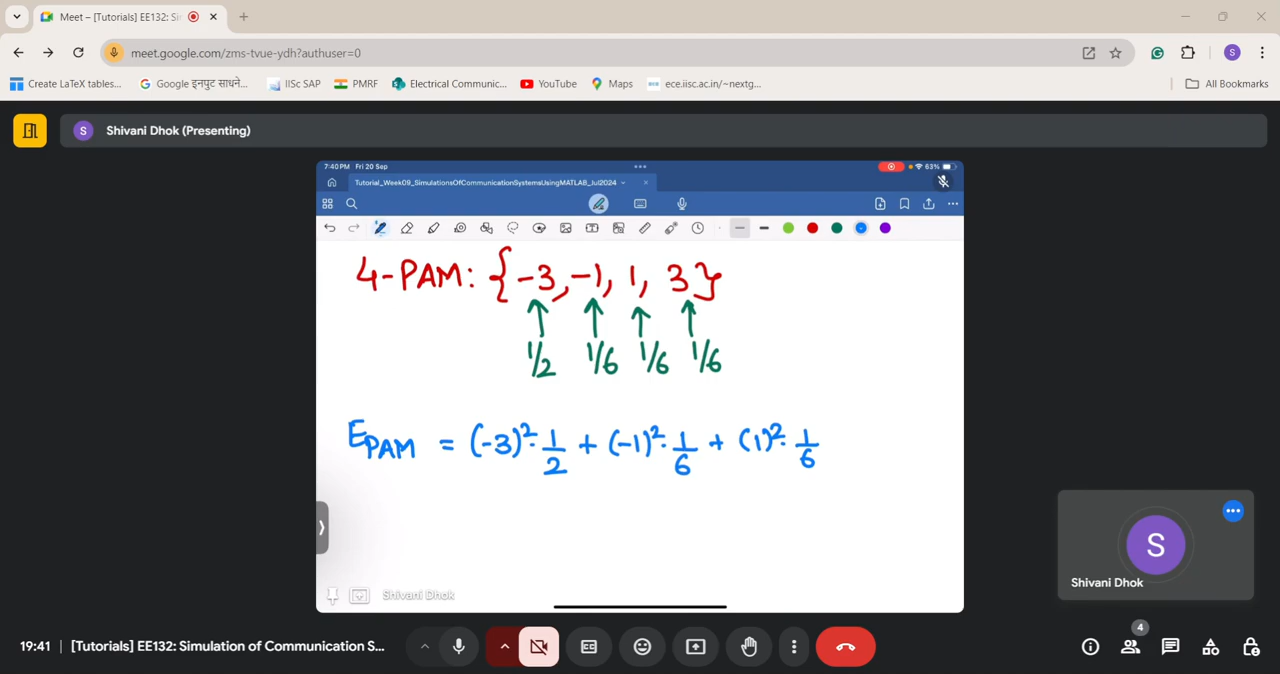 Meet – [Tutorials] EE132: Si
meet.google.com/zms-tvue-ydh?authuser=0
Create LaTeX tables... Google इनपुट साधने... IISc SAP PMRF Electrical Communic... YouTube Maps ece.iisc.ac.in/~nextg... All Bookmarks
S Shivani Dhok (Presenting)
7:40 PM Fri 20 Sep 63%
Tutorial_Week09_SimulationsOfCommunicationSystemsUsingMATLAB_Jul2024
4-PAM: {-3, -1, 1, 3}
1/2 1/6 1/6 1/6
E_PAM = (-3)²· 1/2 + (-1)²· 1/6 + (1)²· 1/6
S
Shivani Dhok
Shivani Dhok
4
19:41 | [Tutorials] EE132: Simulation of Communication S...